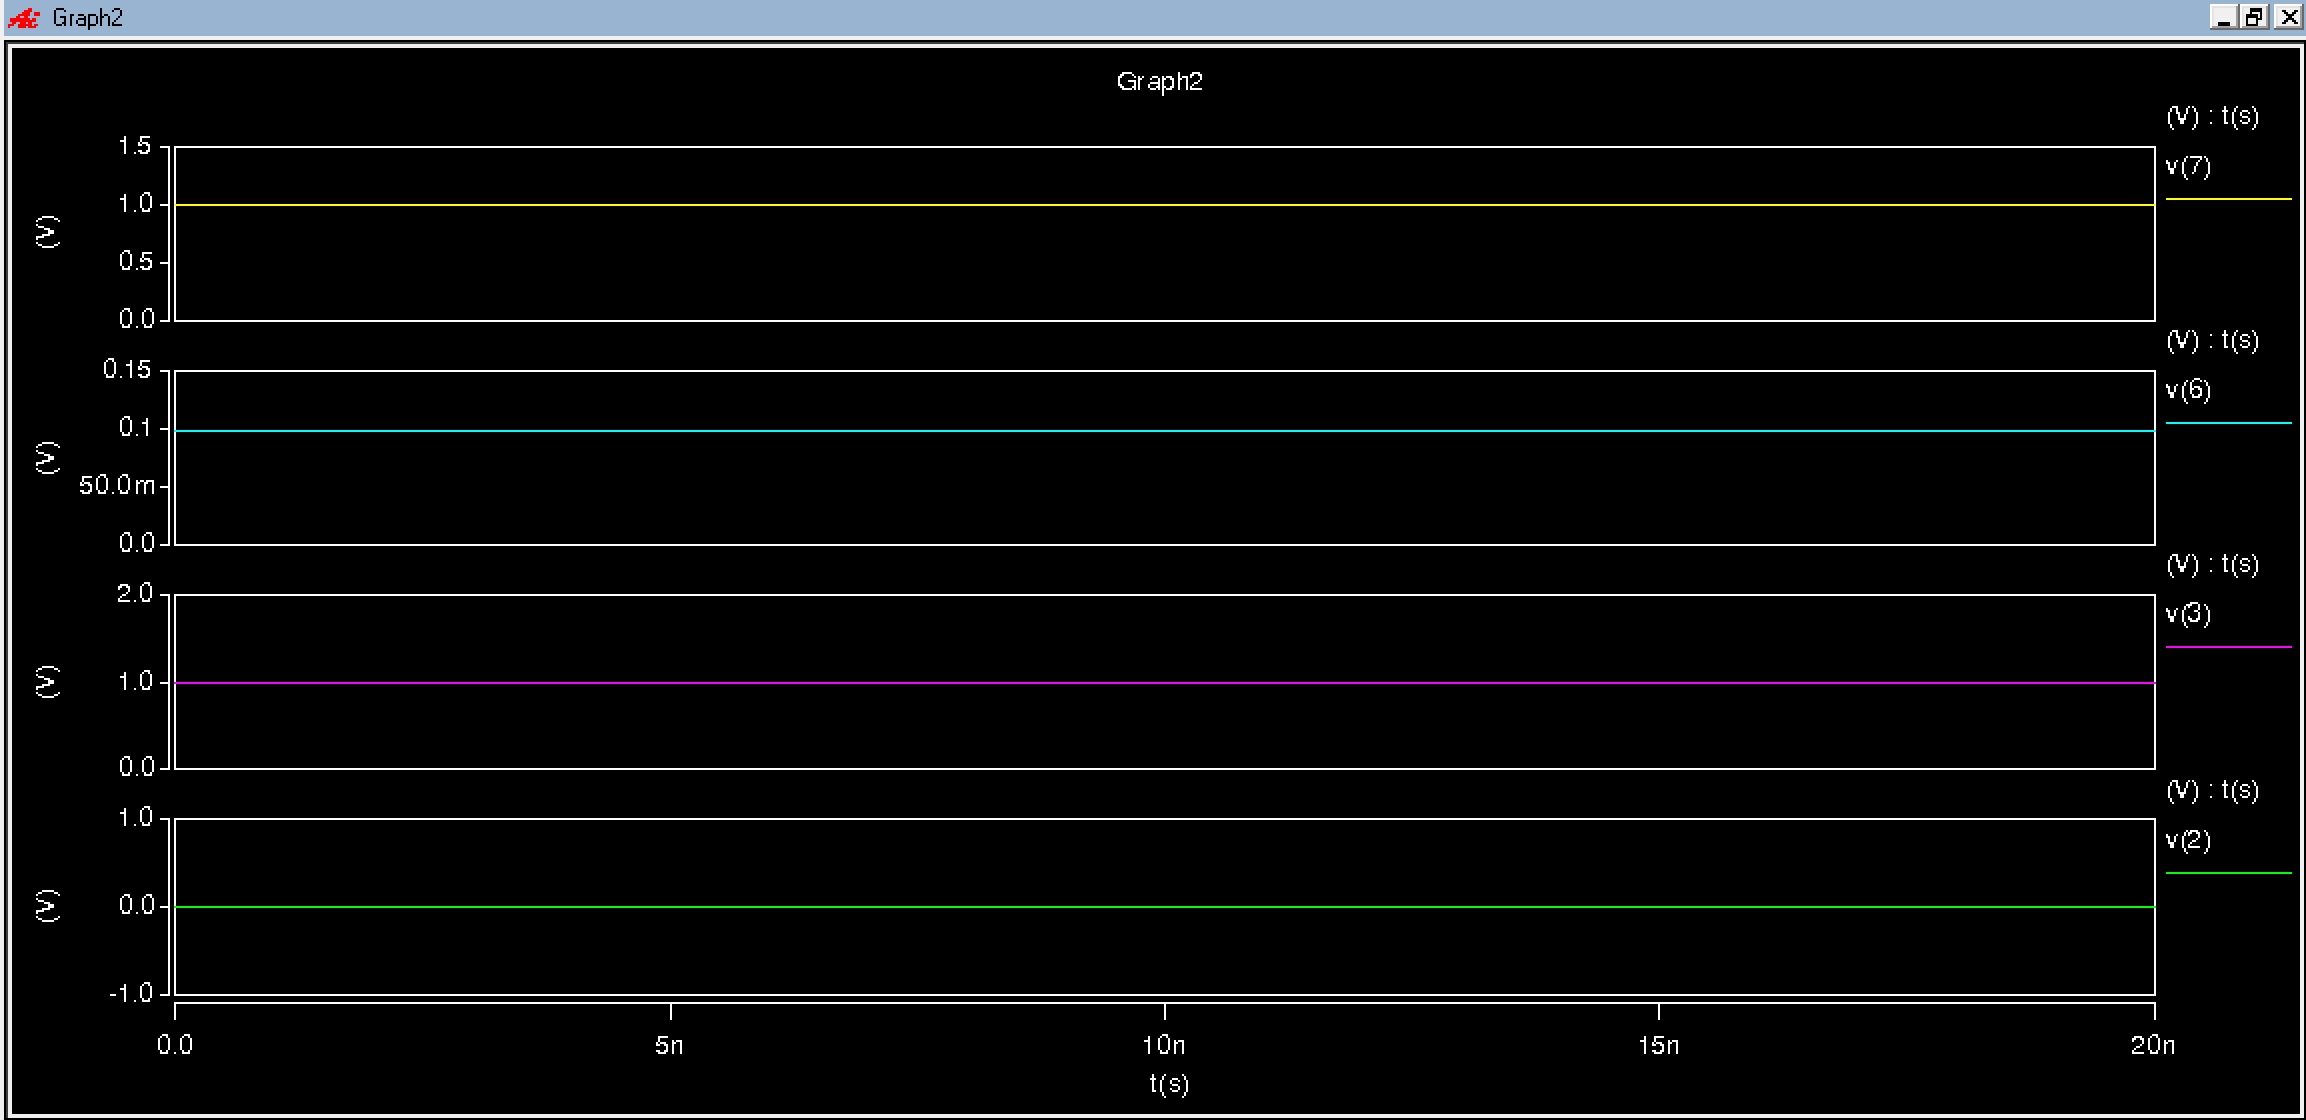 Graph2
Graph2
(V) : t(s)
1.5
v(7)
1.0
(V)
0.5
0.0
(V) : t(s)
0.15
v(6)
0.1
(V)
50.0m
0.0
(V) : t(s)
2.0
v(3)
(V)
1.0
0.0
(V) : t(s)
1.0
v(2)
(V)
0.0
-1.0
0.0 5n 10n 15n 20n
t(s)